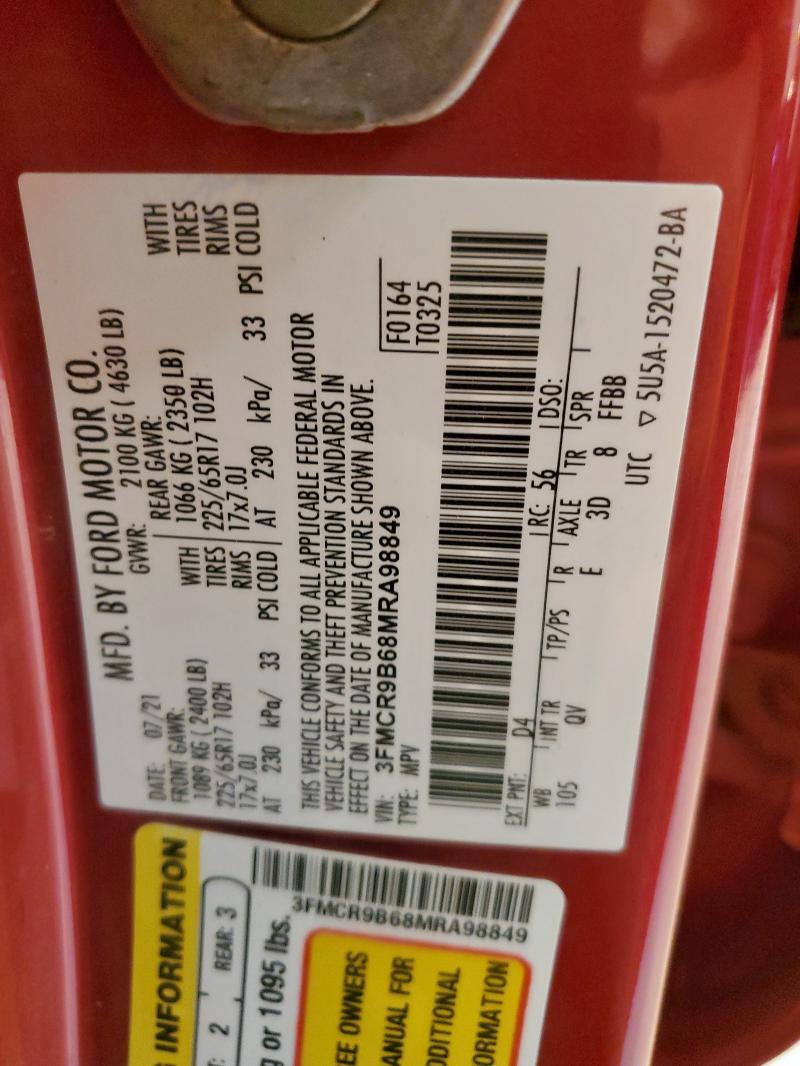 MFD. BY FORD MOTOR CO.
DATE: 07/21 GVWR: 2100 KG ( 4630 LB)
FRONT GAWR: REAR GAWR:
1089 KG ( 2400 LB) WITH 1066 KG ( 2350 LB) WITH
225/65R17 102H TIRES 225/65R17 102H TIRES
17x7.0J RIMS 17x7.0J RIMS
AT 230 kPa/ 33 PSI COLD AT 230 kPa/ 33 PSI COLD
THIS VEHICLE CONFORMS TO ALL APPLICABLE FEDERAL MOTOR
VEHICLE SAFETY AND THEFT PREVENTION STANDARDS IN
EFFECT ON THE DATE OF MANUFACTURE SHOWN ABOVE.
VIN: 3FMCR9B68MRA98849 F0164
TYPE: MPV T0325
EXT PNT: D4 RC: 56 DSO:
WB INT TR TP/PS R AXLE TR SPR
105 QV E 3D 8 FFBB
UTC ▽ 5U5A-1520472-BA
INFORMATION
2 REAR: 3
or 1095 lbs.
3FMCR9B68MRA98849
EE OWNERS
ANUAL FOR
DDITIONAL
ORMATION